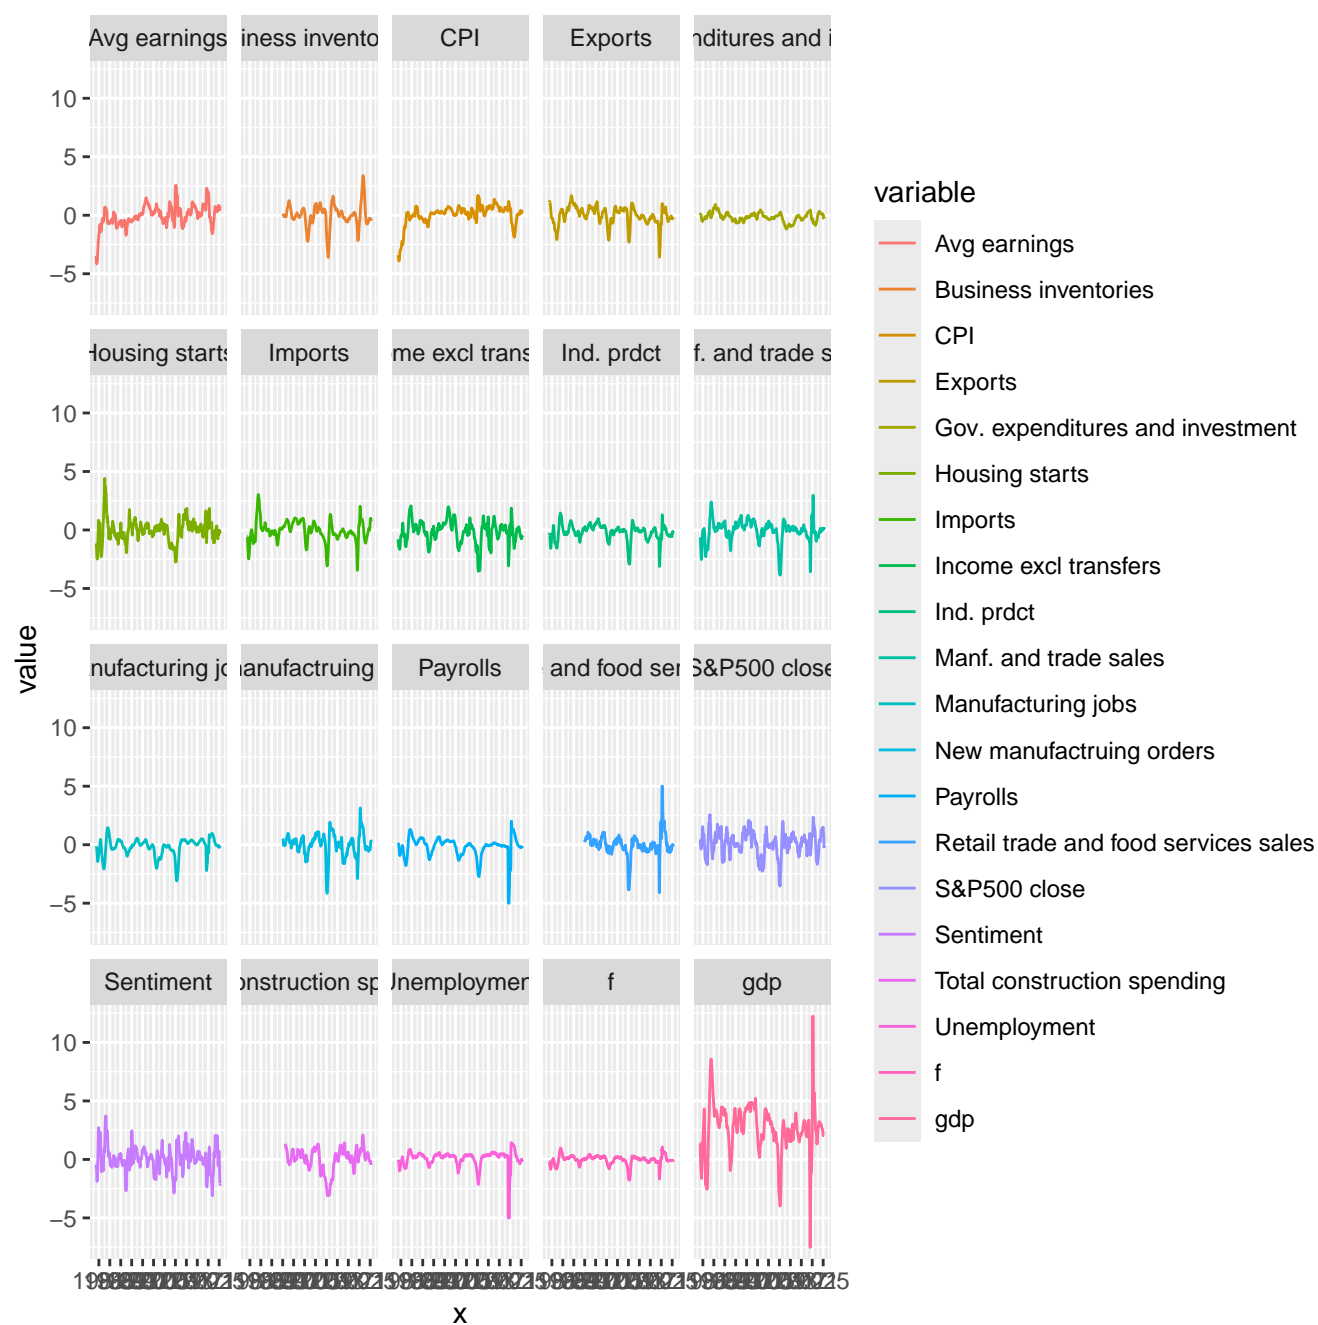 Avg earnings
iness invento
CPI
Exports
nditures and i
10
5
0
−5
Housing starts
Imports
me excl trans
Ind. prdct
f. and trade s
10
5
0
−5
nufacturing jo
anufactruing
Payrolls
and food ser
S&P500 close
10
5
0
−5
Sentiment
onstruction sp
Unemploymen
f
gdp
10
5
0
−5
x
value
variable
Avg earnings
Business inventories
CPI
Exports
Gov. expenditures and investment
Housing starts
Imports
Income excl transfers
Ind. prdct
Manf. and trade sales
Manufacturing jobs
New manufactruing orders
Payrolls
Retail trade and food services sales
S&P500 close
Sentiment
Total construction spending
Unemployment
f
gdp